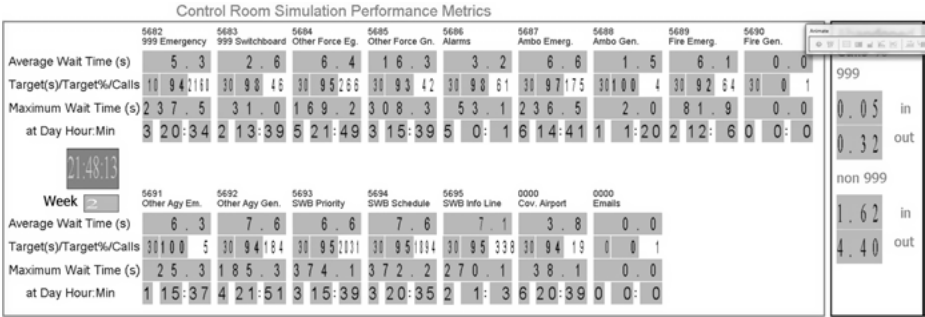 Control Room Simulation Performance Metrics
5682 5683 5684 5685 5686 5687 5688 5689 5690
999 Emergency 999 Switchboard Other Force Eg. Other Force Gn. Alarms Ambo Emerg. Ambo Gen. Fire Emerg. Fire Gen.
Average Wait Time (s) 5.3 2.6 6.4 16.3 3.2 6.6 1.5 6.1 0.0
Target(s)/Target%/Calls 10 94 2160 30 98 46 30 95 266 30 93 42 30 98 61 30 97 175 30 100 4 30 92 64 30 0 1
Maximum Wait Time (s) 237.5 31.0 169.2 308.3 53.1 236.5 2.0 81.9 0.0
at Day Hour:Min 3 20:34 2 13:39 5 21:49 3 15:39 5 0:1 6 14:41 1 1:20 2 12:6 0 0:0
21:48:13
Week 2
5691 5692 5693 5694 5695 0000 0000
Other Agy Em. Other Agy Gen. SWB Priority SWB Schedule SWB Info Line Cov. Airport Emails
Average Wait Time (s) 6.3 7.6 6.6 7.6 7.1 3.8 0.0
Target(s)/Target%/Calls 30 100 5 30 94 184 30 95 2031 30 95 1894 30 95 338 30 94 19 0 0 1
Maximum Wait Time (s) 25.3 185.3 374.1 372.2 270.1 38.1 0.0
at Day Hour:Min 1 15:37 4 21:51 3 15:39 3 20:35 2 1:3 6 20:39 0 0:0
Animate
999
0.05 in
0.32 out
non 999
1.62 in
4.40 out